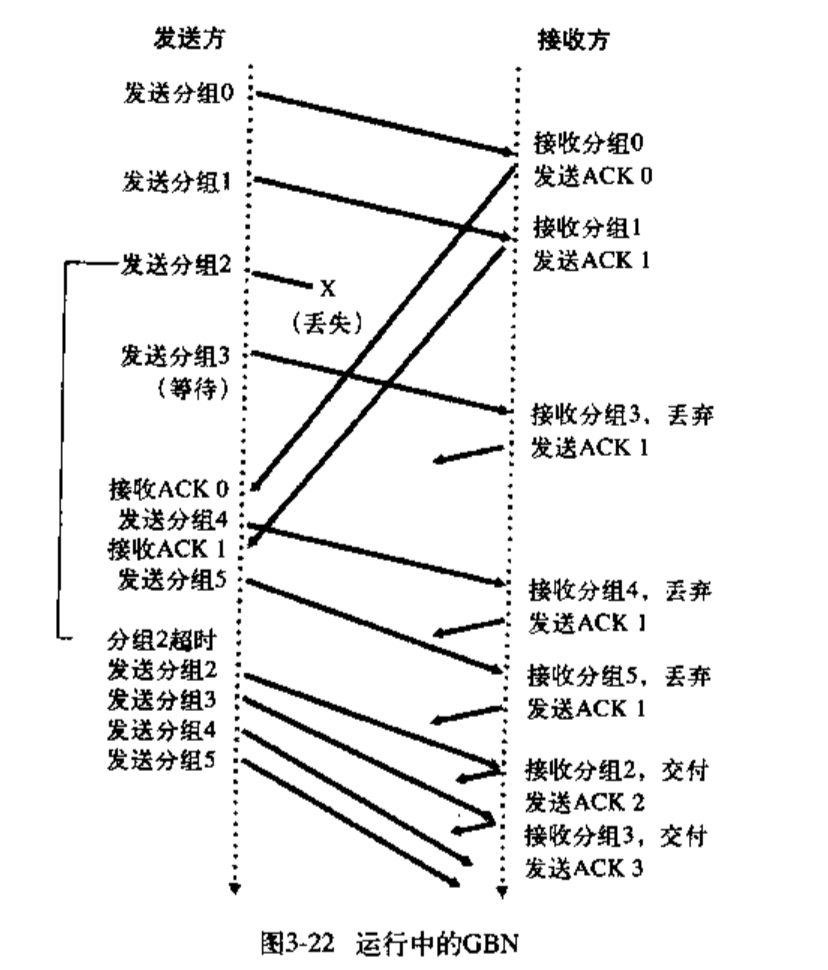 发送方
接收方
发送分组0
接收分组0
发送ACK 0
发送分组1
接收分组1
发送ACK 1
发送分组2
X
(丢失)
发送分组3
(等待)
接收分组3，丢弃
发送ACK 1
接收ACK 0
发送分组4
接收ACK 1
发送分组5
接收分组4，丢弃
发送ACK 1
分组2超时
发送分组2
发送分组3
发送分组4
发送分组5
接收分组5，丢弃
发送ACK 1
接收分组2，交付
发送ACK 2
接收分组3，交付
发送ACK 3
图3-22 运行中的GBN